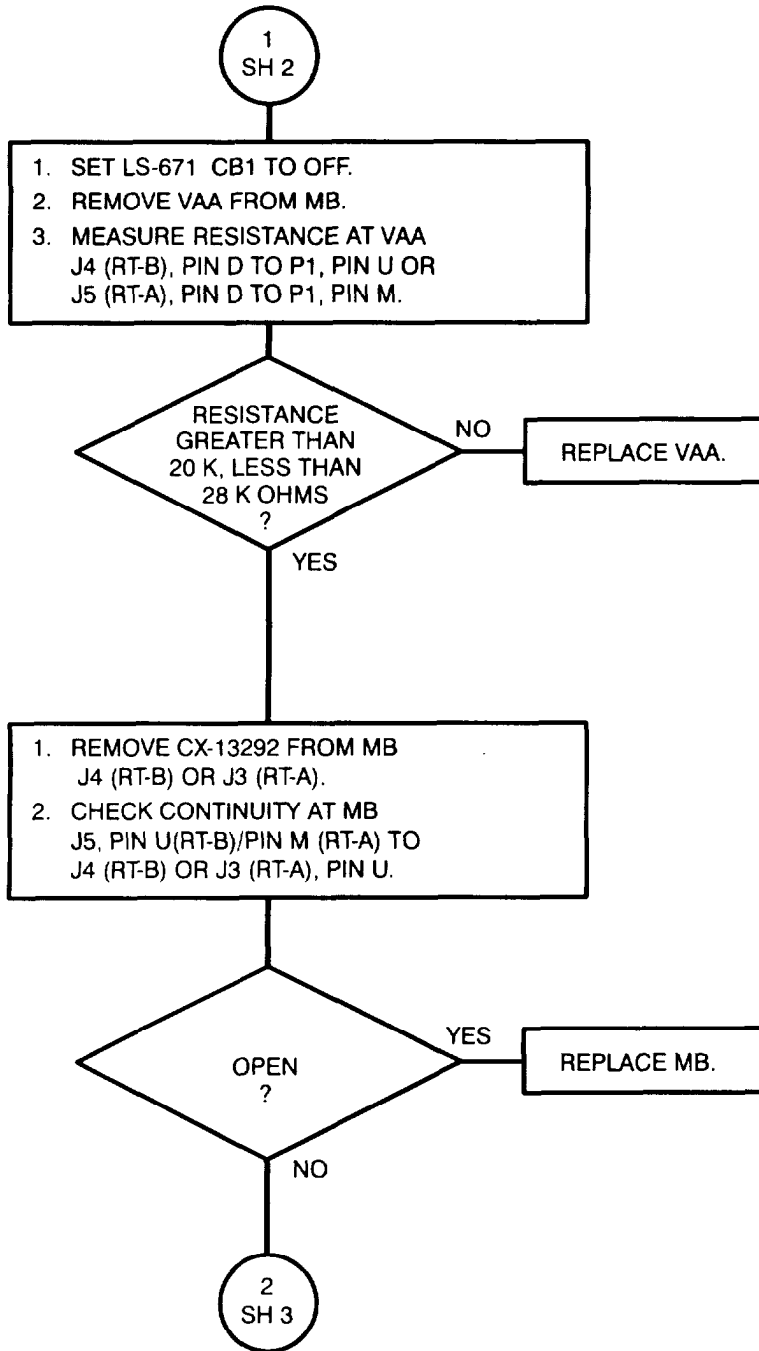 1
SH 2
1. SET LS-671 CB1 TO OFF.
2. REMOVE VAA FROM MB.
3. MEASURE RESISTANCE AT VAA
J4 (RT-B), PIN D TO P1, PIN U OR
J5 (RT-A), PIN D TO P1, PIN M.
RESISTANCE
GREATER THAN
20 K, LESS THAN
28 K OHMS
?
NO
REPLACE VAA.
YES
1. REMOVE CX-13292 FROM MB
J4 (RT-B) OR J3 (RT-A).
2. CHECK CONTINUITY AT MB
J5, PIN U(RT-B)/PIN M (RT-A) TO
J4 (RT-B) OR J3 (RT-A), PIN U.
OPEN
?
YES
REPLACE MB.
NO
2
SH 3